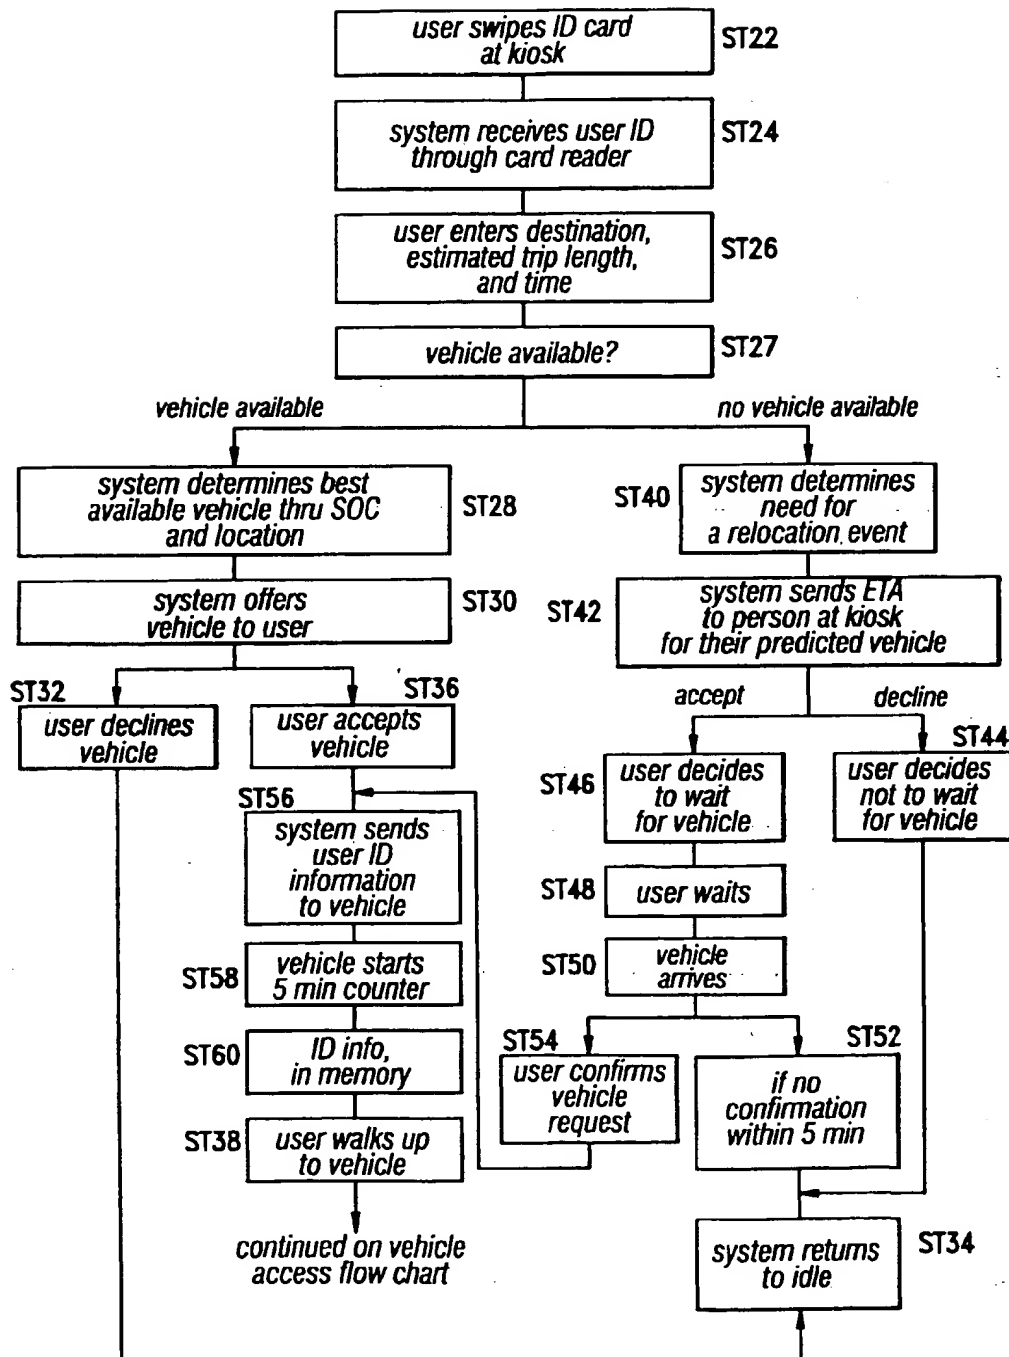 user swipes ID card
at kiosk
ST22
system receives user ID
through card reader
ST24
user enters destination,
estimated trip length,
and time
ST26
vehicle available?
ST27
vehicle available
no vehicle available
system determines best
available vehicle thru SOC
and location
ST28
ST40
system determines
need for
a relocation event
system offers
vehicle to user
ST30
ST42
system sends ETA
to person at kiosk
for their predicted vehicle
ST32
user declines
vehicle
ST36
user accepts
vehicle
accept
decline
ST46
user decides
to wait
for vehicle
ST44
user decides
not to wait
for vehicle
ST56
system sends
user ID
information
to vehicle
ST48
user waits
ST58
vehicle starts
5 min counter
ST50
vehicle
arrives
ST60
ID info,
in memory
ST54
user confirms
vehicle
request
ST52
if no
confirmation
within 5 min
ST38
user walks up
to vehicle
continued on vehicle
access flow chart
system returns
to idle
ST34